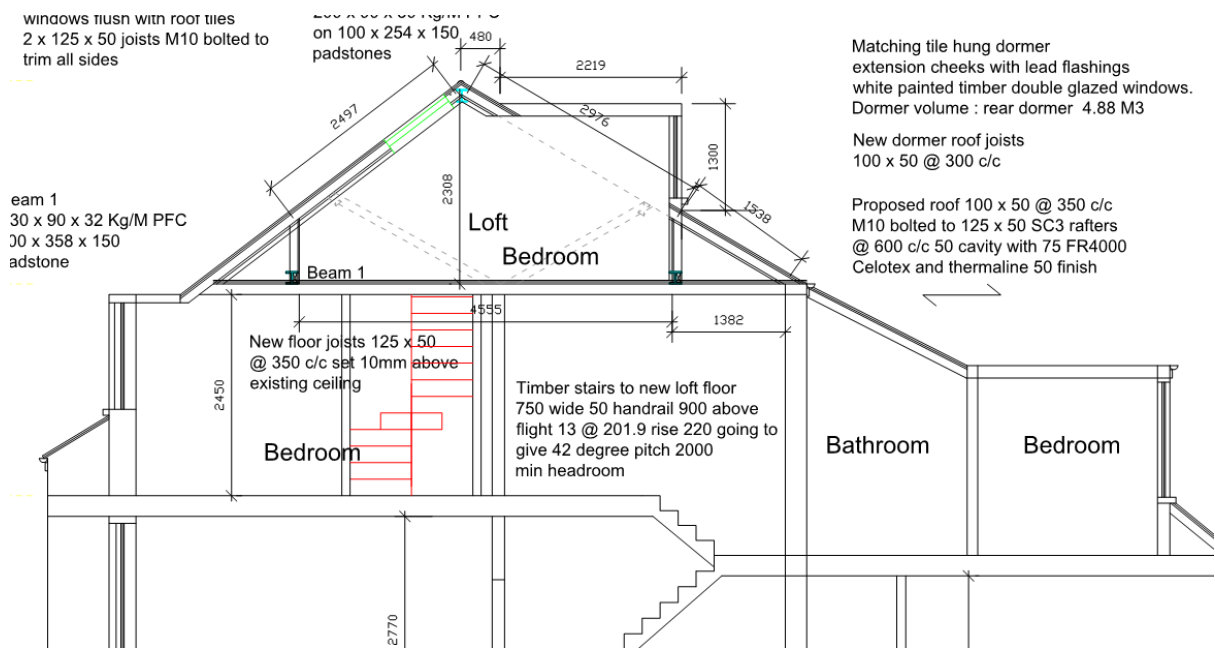 windows flush with roof tiles
2 x 125 x 50 joists M10 bolted to
trim all sides
on 100 x 254 x 150
padstones
480
2219
2497
2976
1300
2308
1538
Matching tile hung dormer
extension cheeks with lead flashings
white painted timber double glazed windows.
Dormer volume : rear dormer 4.88 M3
New dormer roof joists
100 x 50 @ 300 c/c
Proposed roof 100 x 50 @ 350 c/c
M10 bolted to 125 x 50 SC3 rafters
@ 600 c/c 50 cavity with 75 FR4000
Celotex and thermaline 50 finish
eam 1
30 x 90 x 32 Kg/M PFC
00 x 358 x 150
adstone
Loft
Bedroom
Beam 1
4555
1382
New floor joists 125 x 50
@ 350 c/c set 10mm above
existing ceiling
2450
Bedroom
Timber stairs to new loft floor
750 wide 50 handrail 900 above
flight 13 @ 201.9 rise 220 going to
give 42 degree pitch 2000
min headroom
Bathroom
Bedroom
2770